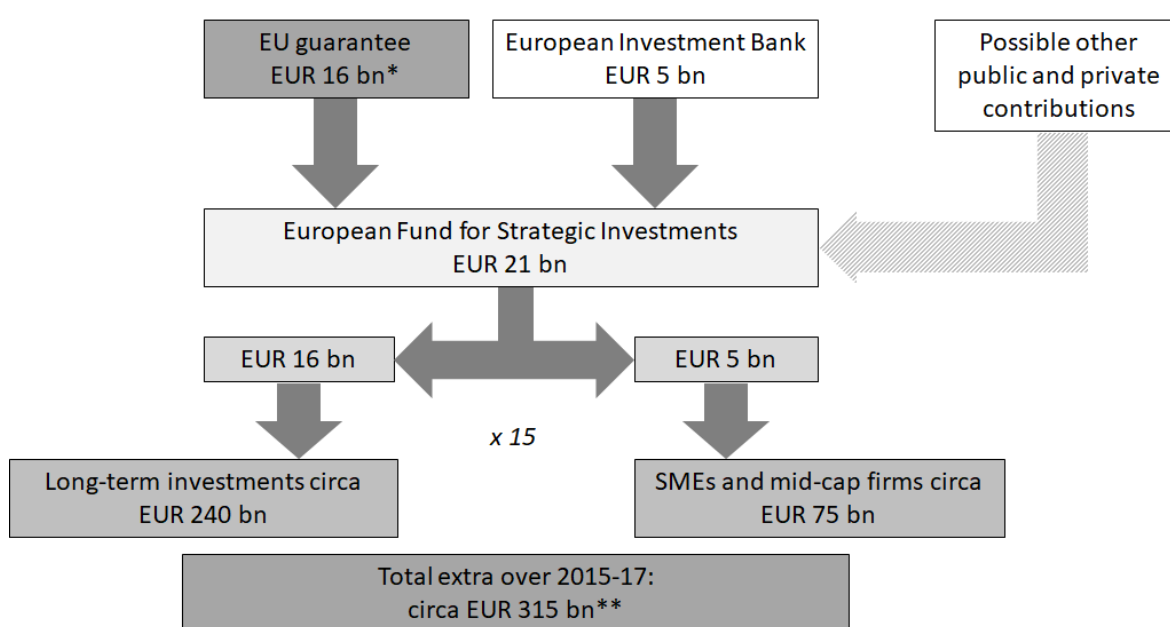 EU guarantee
EUR 16 bn*
European Investment Bank
EUR 5 bn
Possible other
public and private
contributions
European Fund for Strategic Investments
EUR 21 bn
EUR 16 bn
EUR 5 bn
x 15
Long-term investments circa
EUR 240 bn
SMEs and mid-cap firms circa
EUR 75 bn
Total extra over 2015-17:
circa EUR 315 bn**